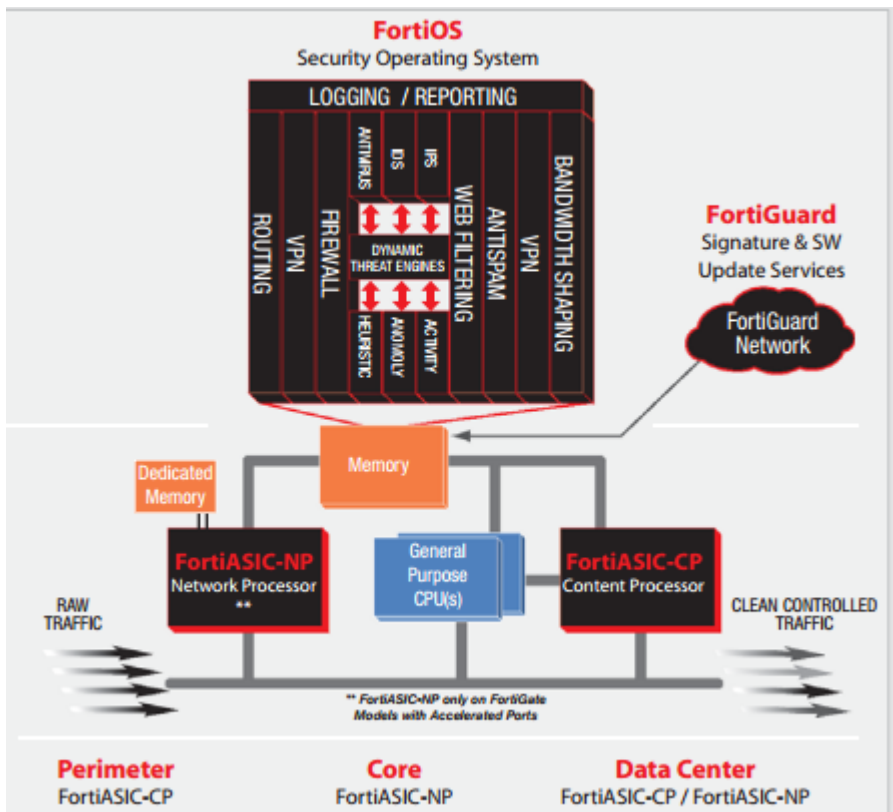 FortiOS
Security Operating System
LOGGING / REPORTING
ROUTING
VPN
FIREWALL
ANTIVIRUS
IDS
IPS
DYNAMIC
THREAT ENGINES
HEURISTIC
ANOMOLY
ACTIVITY
WEB FILTERING
ANTISPAM
VPN
BANDWIDTH SHAPING
FortiGuard
Signature & SW
Update Services
FortiGuard
Network
Memory
Dedicated
Memory
FortiASIC-NP
Network Processor
**
General
Purpose
CPU(s)
FortiASIC-CP
Content Processor
RAW
TRAFFIC
CLEAN CONTROLLED
TRAFFIC
** FortiASIC-NP only on FortiGate
Models with Accelerated Ports
Perimeter
FortiASIC-CP
Core
FortiASIC-NP
Data Center
FortiASIC-CP / FortiASIC-NP